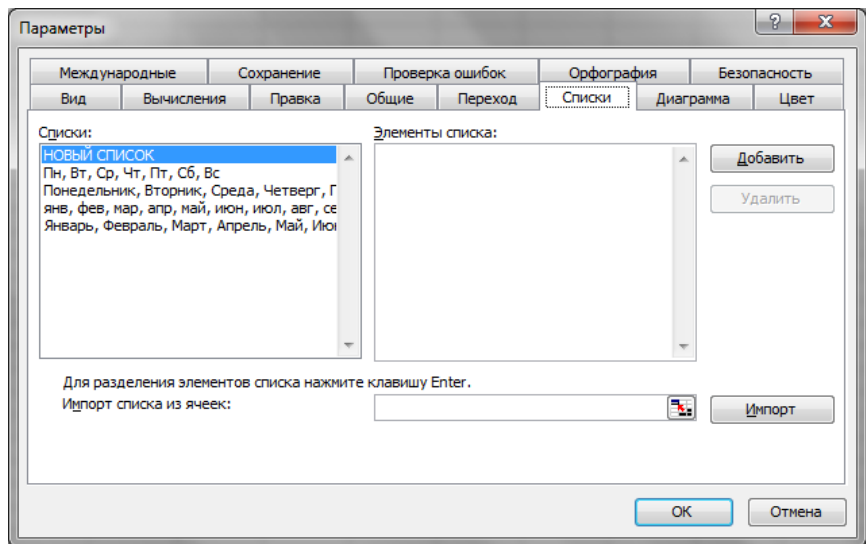 Параметры
Международные Сохранение Проверка ошибок Орфография Безопасность
Вид Вычисления Правка Общие Переход Списки Диаграмма Цвет
Списки: Элементы списка:
НОВЫЙ СПИСОК
Пн, Вт, Ср, Чт, Пт, Сб, Вс
Понедельник, Вторник, Среда, Четверг, П
янв, фев, мар, апр, май, июн, июл, авг, се
Январь, Февраль, Март, Апрель, Май, Июн
Добавить
Удалить
Для разделения элементов списка нажмите клавишу Enter.
Импорт списка из ячеек:
Импорт
OK Отмена